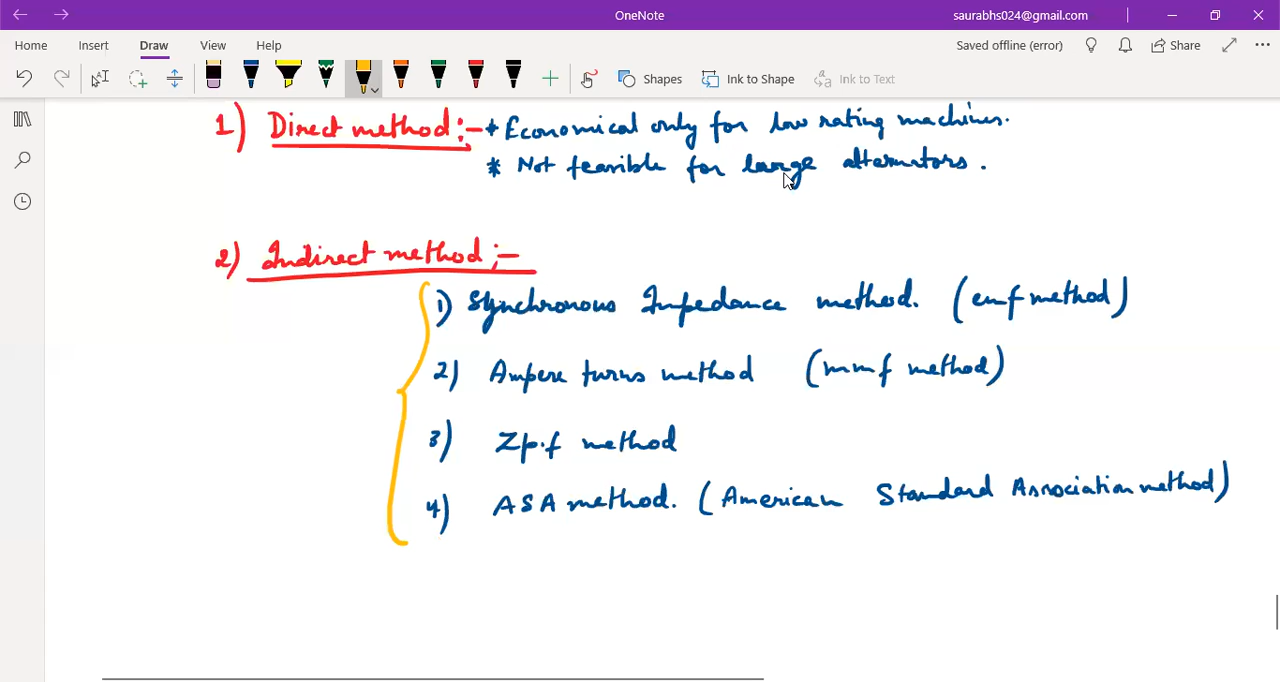 OneNote
saurabhs024@gmail.com
Home Insert Draw View Help
Saved offline (error) Share
Shapes Ink to Shape Ink to Text
1) Direct method :- * Economical only for low rating machines.
* Not feasible for large alternators.
2) Indirect method ;-
1) Synchronous Impedance method. (emf method)
2) Ampere turns method (mmf method)
3) Zp.f method
4) ASA method. (American Standard Association method)